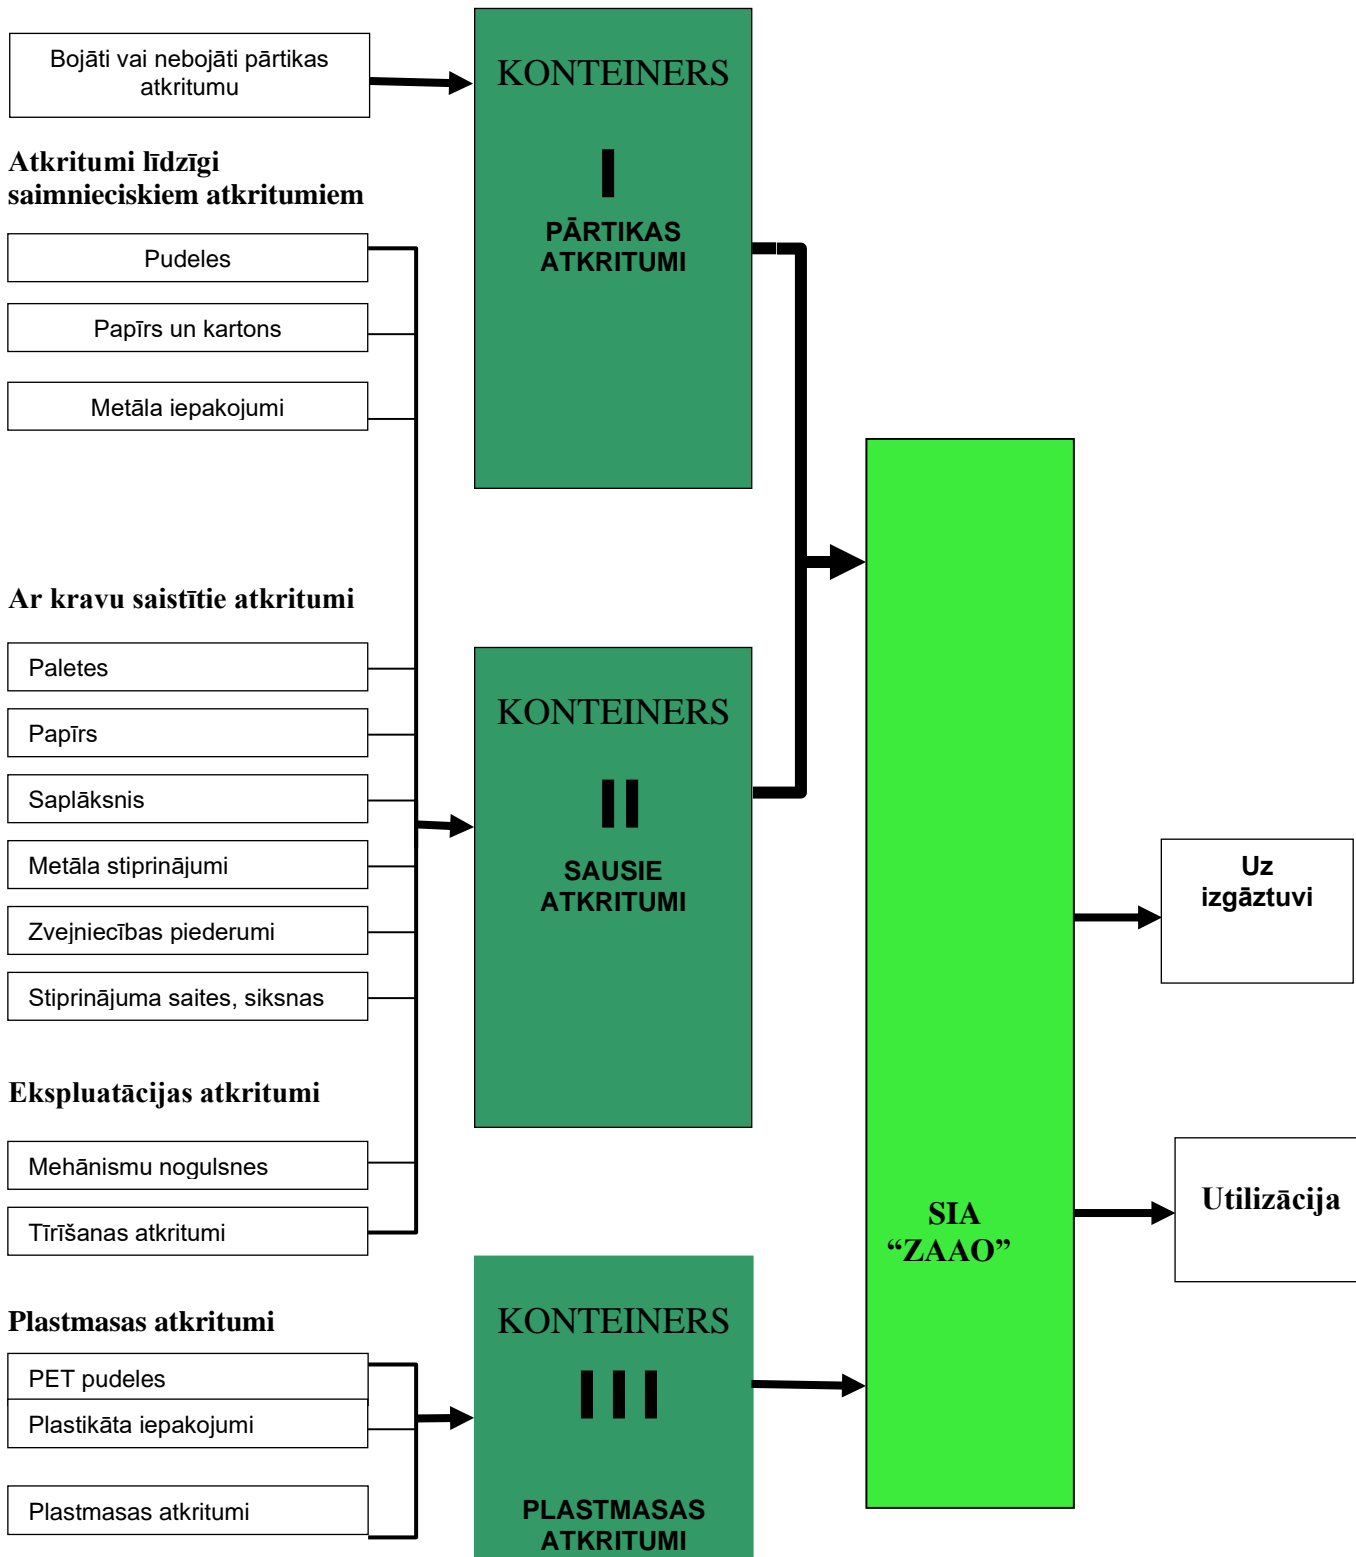 Bojāti vai nebojāti pārtikas
atkritumu
Atkritumi līdzīgi
saimnieciskiem atkritumiem
Pudeles
Papīrs un kartons
Metāla iepakojumi
Ar kravu saistītie atkritumi
Paletes
Papīrs
Saplāksnis
Metāla stiprinājumi
Zvejniecības piederumi
Stiprinājuma saites, siksnas
Ekspluatācijas atkritumi
Mehānismu nogulsnes
Tīrīšanas atkritumi
Plastmasas atkritumi
PET pudeles
Plastikāta iepakojumi
Plastmasas atkritumi
KONTEINERS
I
PĀRTIKAS
ATKRITUMI
KONTEINERS
II
SAUSIE
ATKRITUMI
KONTEINERS
III
PLASTMASAS
ATKRITUMI
SIA
“ZAAO”
Uz
izgāztuvi
Utilizācija